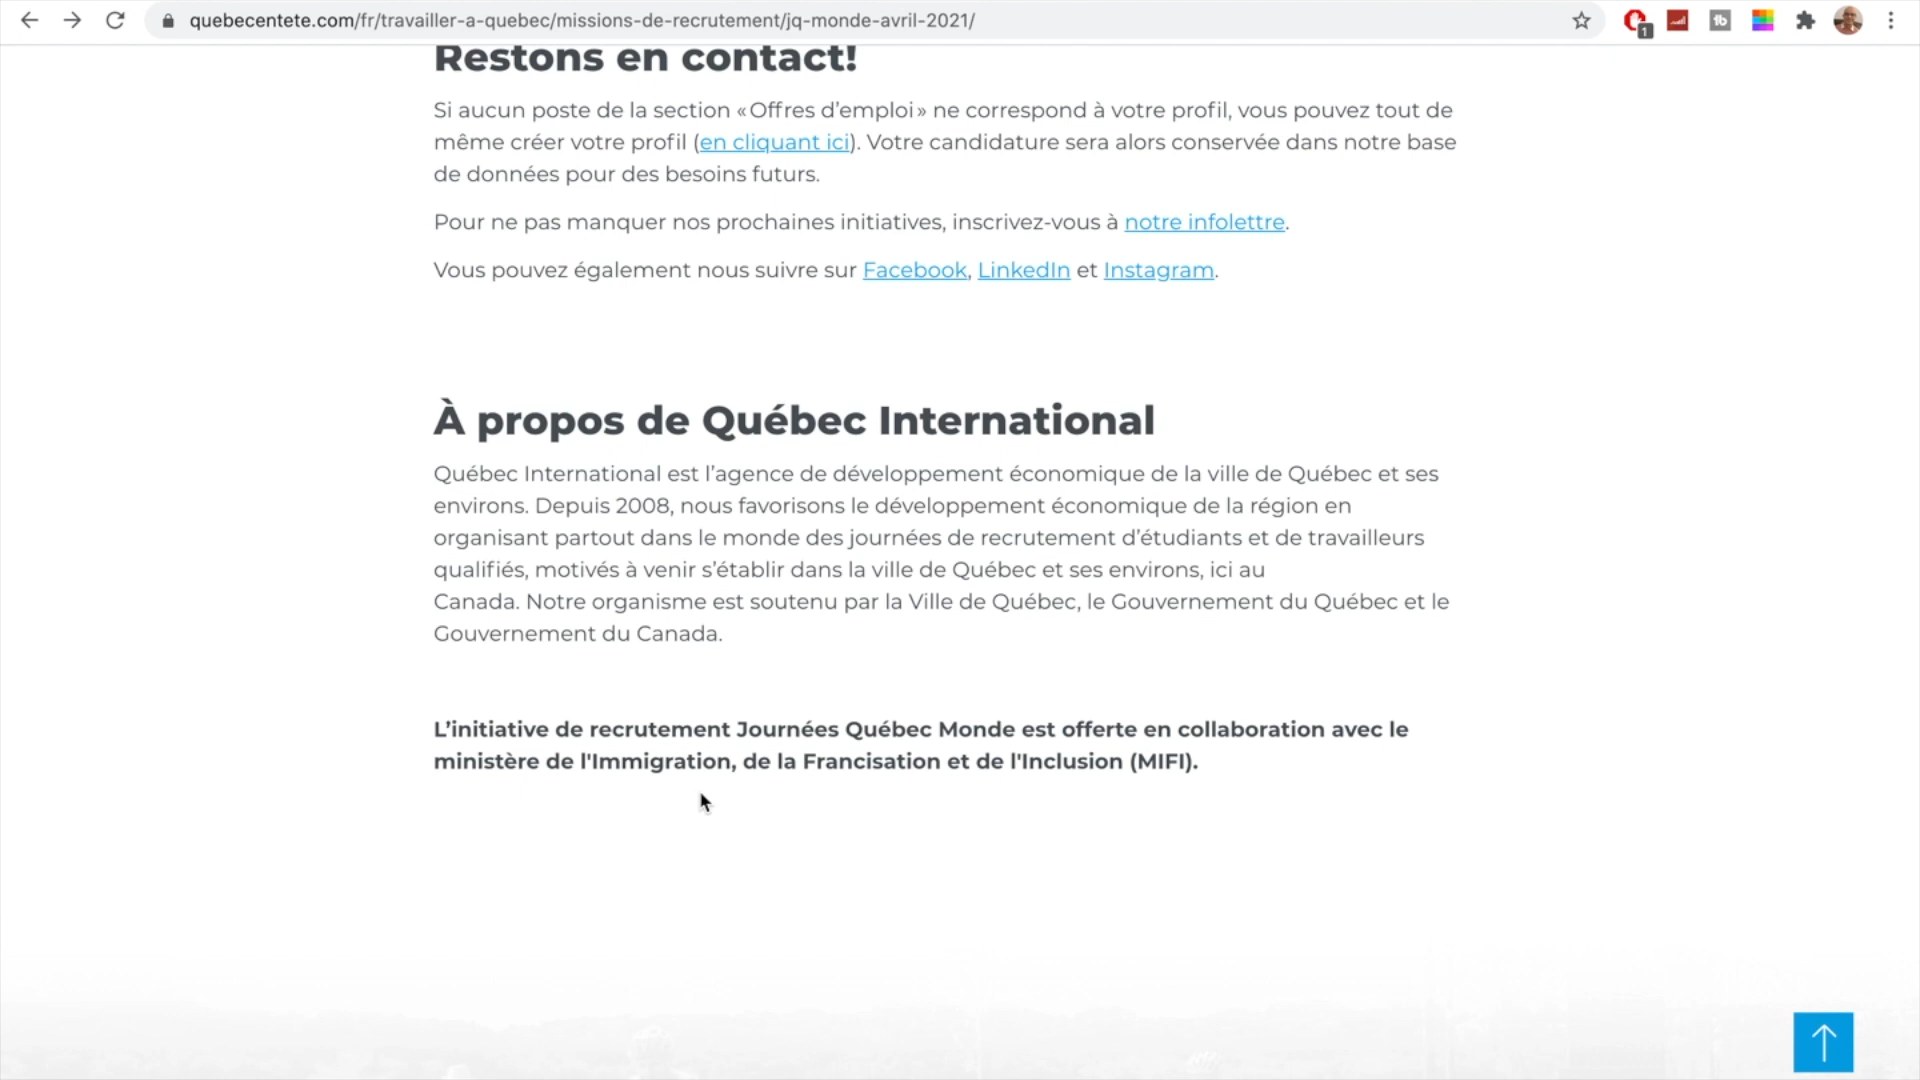 quebecentete.com/fr/travailler-a-quebec/missions-de-recrutement/jq-monde-avril-2021/
1
Restons en contact!
Si aucun poste de la section «Offres d’emploi» ne correspond à votre profil, vous pouvez tout de
même créer votre profil (en cliquant ici). Votre candidature sera alors conservée dans notre base
de données pour des besoins futurs.
Pour ne pas manquer nos prochaines initiatives, inscrivez-vous à notre infolettre.
Vous pouvez également nous suivre sur Facebook, LinkedIn et Instagram.
À propos de Québec International
Québec International est l’agence de développement économique de la ville de Québec et ses
environs. Depuis 2008, nous favorisons le développement économique de la région en
organisant partout dans le monde des journées de recrutement d’étudiants et de travailleurs
qualifiés, motivés à venir s’établir dans la ville de Québec et ses environs, ici au
Canada. Notre organisme est soutenu par la Ville de Québec, le Gouvernement du Québec et le
Gouvernement du Canada.
L’initiative de recrutement Journées Québec Monde est offerte en collaboration avec le
ministère de l'Immigration, de la Francisation et de l'Inclusion (MIFI).